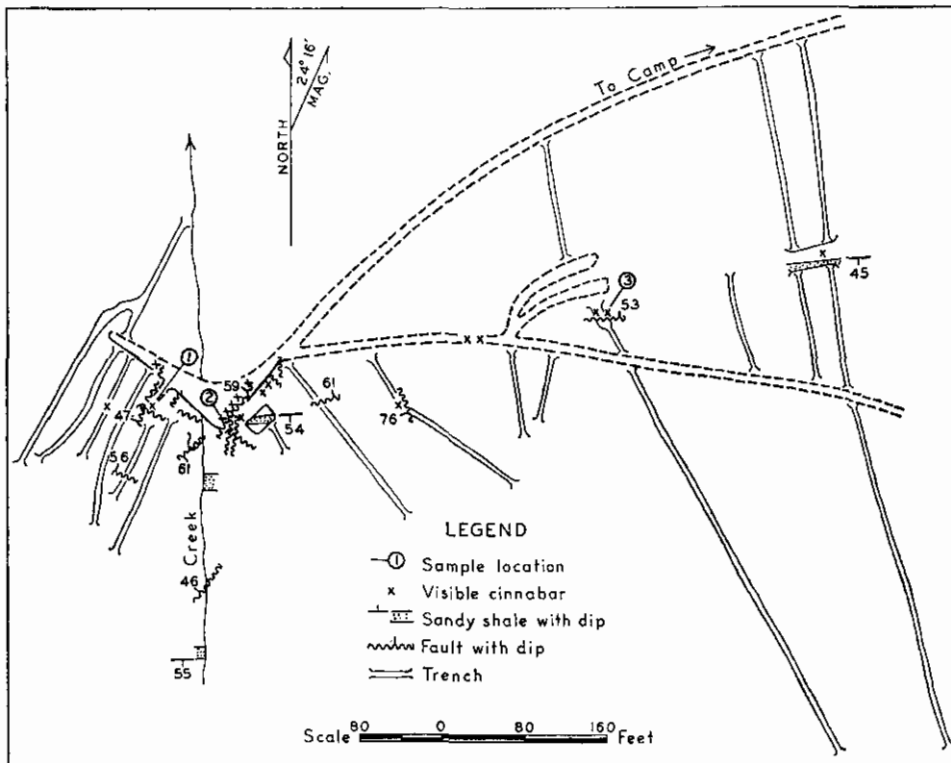 24° 16'
NORTH
MAG.
To Camp
45
53
3
1
59
61
2
47
54
76
56
61
Creek
46
55
LEGEND
1 Sample location
x Visible cinnabar
Sandy shale with dip
Fault with dip
Trench
Scale 80 0 80 160 Feet